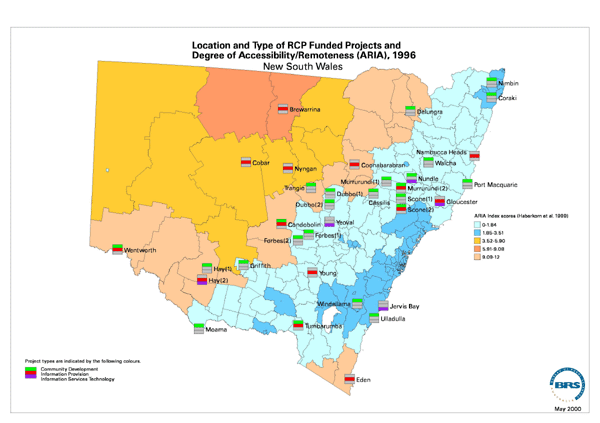 Location and Type of RCP Funded Projects and
Degree of Accessibility/Remoteness (ARIA), 1996
New South Wales
Nimbin
Coraki
Brewarrina
Delungra
Nambucca Heads
Cobar
Nyngan
Coonabarabran
Walcha
Murrurundi(1)
Nundle
Port Macquarie
Trangie
Dubbo(1)
Murrurundi(2)
Dubbo(2)
Cassilis
Scone(1)
Gloucester
Scone(2)
ARIA Index scores (Haberkorn et al. 1999)
0-1.84
1.85-3.51
3.52-5.90
5.91-9.08
9.09-12
Condobolin
Yeoval
Forbes(1)
Forbes(2)
Wentworth
Griffith
Hay(1)
Young
Hay(2)
Windellama
Jervis Bay
Ulladulla
Moama
Tumbarumba
Project types are indicated by the following colours.
Community Development
Information Provision
Information Services Technology
Eden
BRS
May 2000